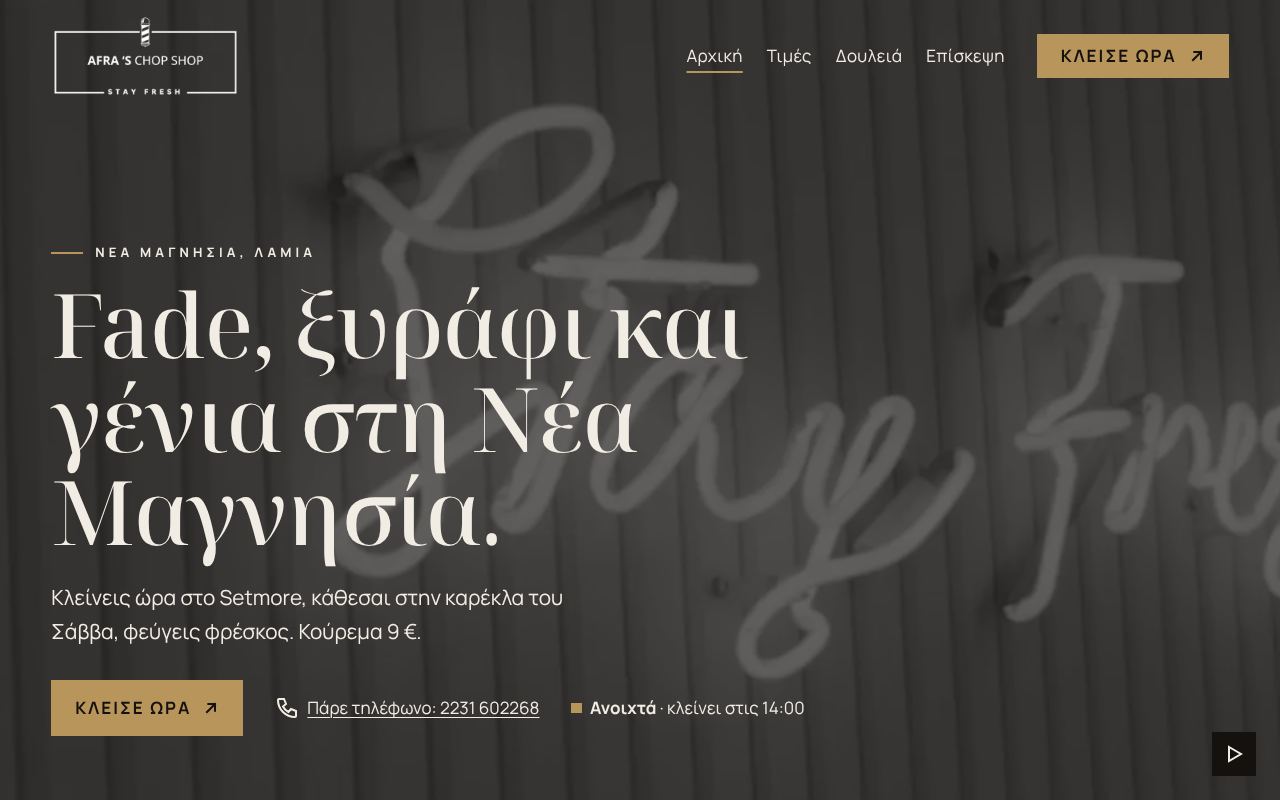 AFRA 'S CHOP SHOP
STAY FRESH
Αρχική Τιμές Δουλειά Επίσκεψη ΚΛΕΙΣΕ ΩΡΑ
ΝΕΑ ΜΑΓΝΗΣΙΑ, ΛΑΜΙΑ
Fade, ξυράφι και
γένια στη Νέα
Μαγνησία.
Stay Fres
Κλείνεις ώρα στο Setmore, κάθεσαι στην καρέκλα του
Σάββα, φεύγεις φρέσκος. Κούρεμα 9 €.
ΚΛΕΙΣΕ ΩΡΑ Πάρε τηλέφωνο: 2231 602268 Ανοιχτά · κλείνει στις 14:00